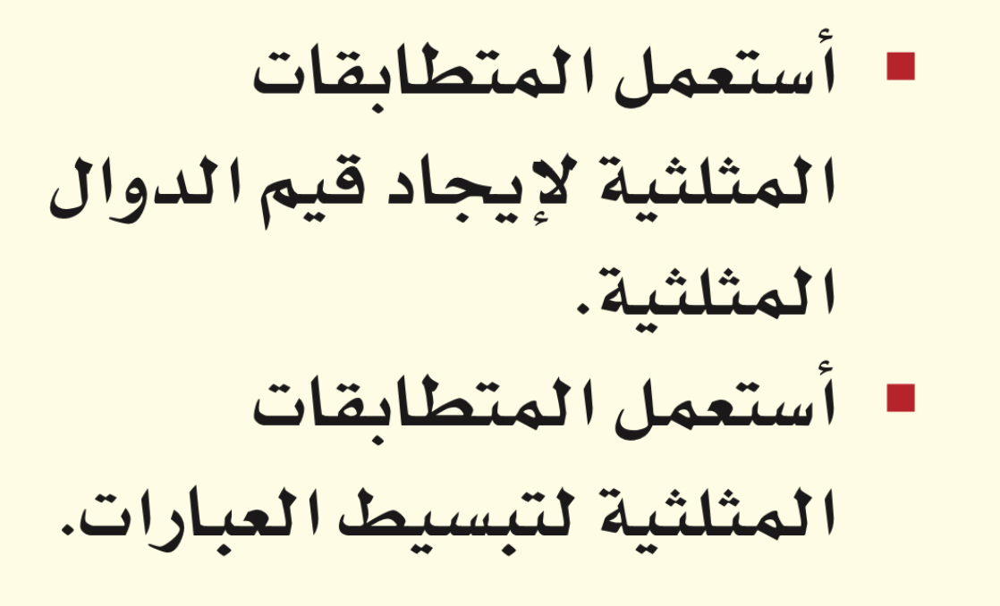 ▪ أستعمل المتطابقات
المثلثية لإيجاد قيم الدوال
المثلثية.
▪ أستعمل المتطابقات
المثلثية لتبسيط العبارات.